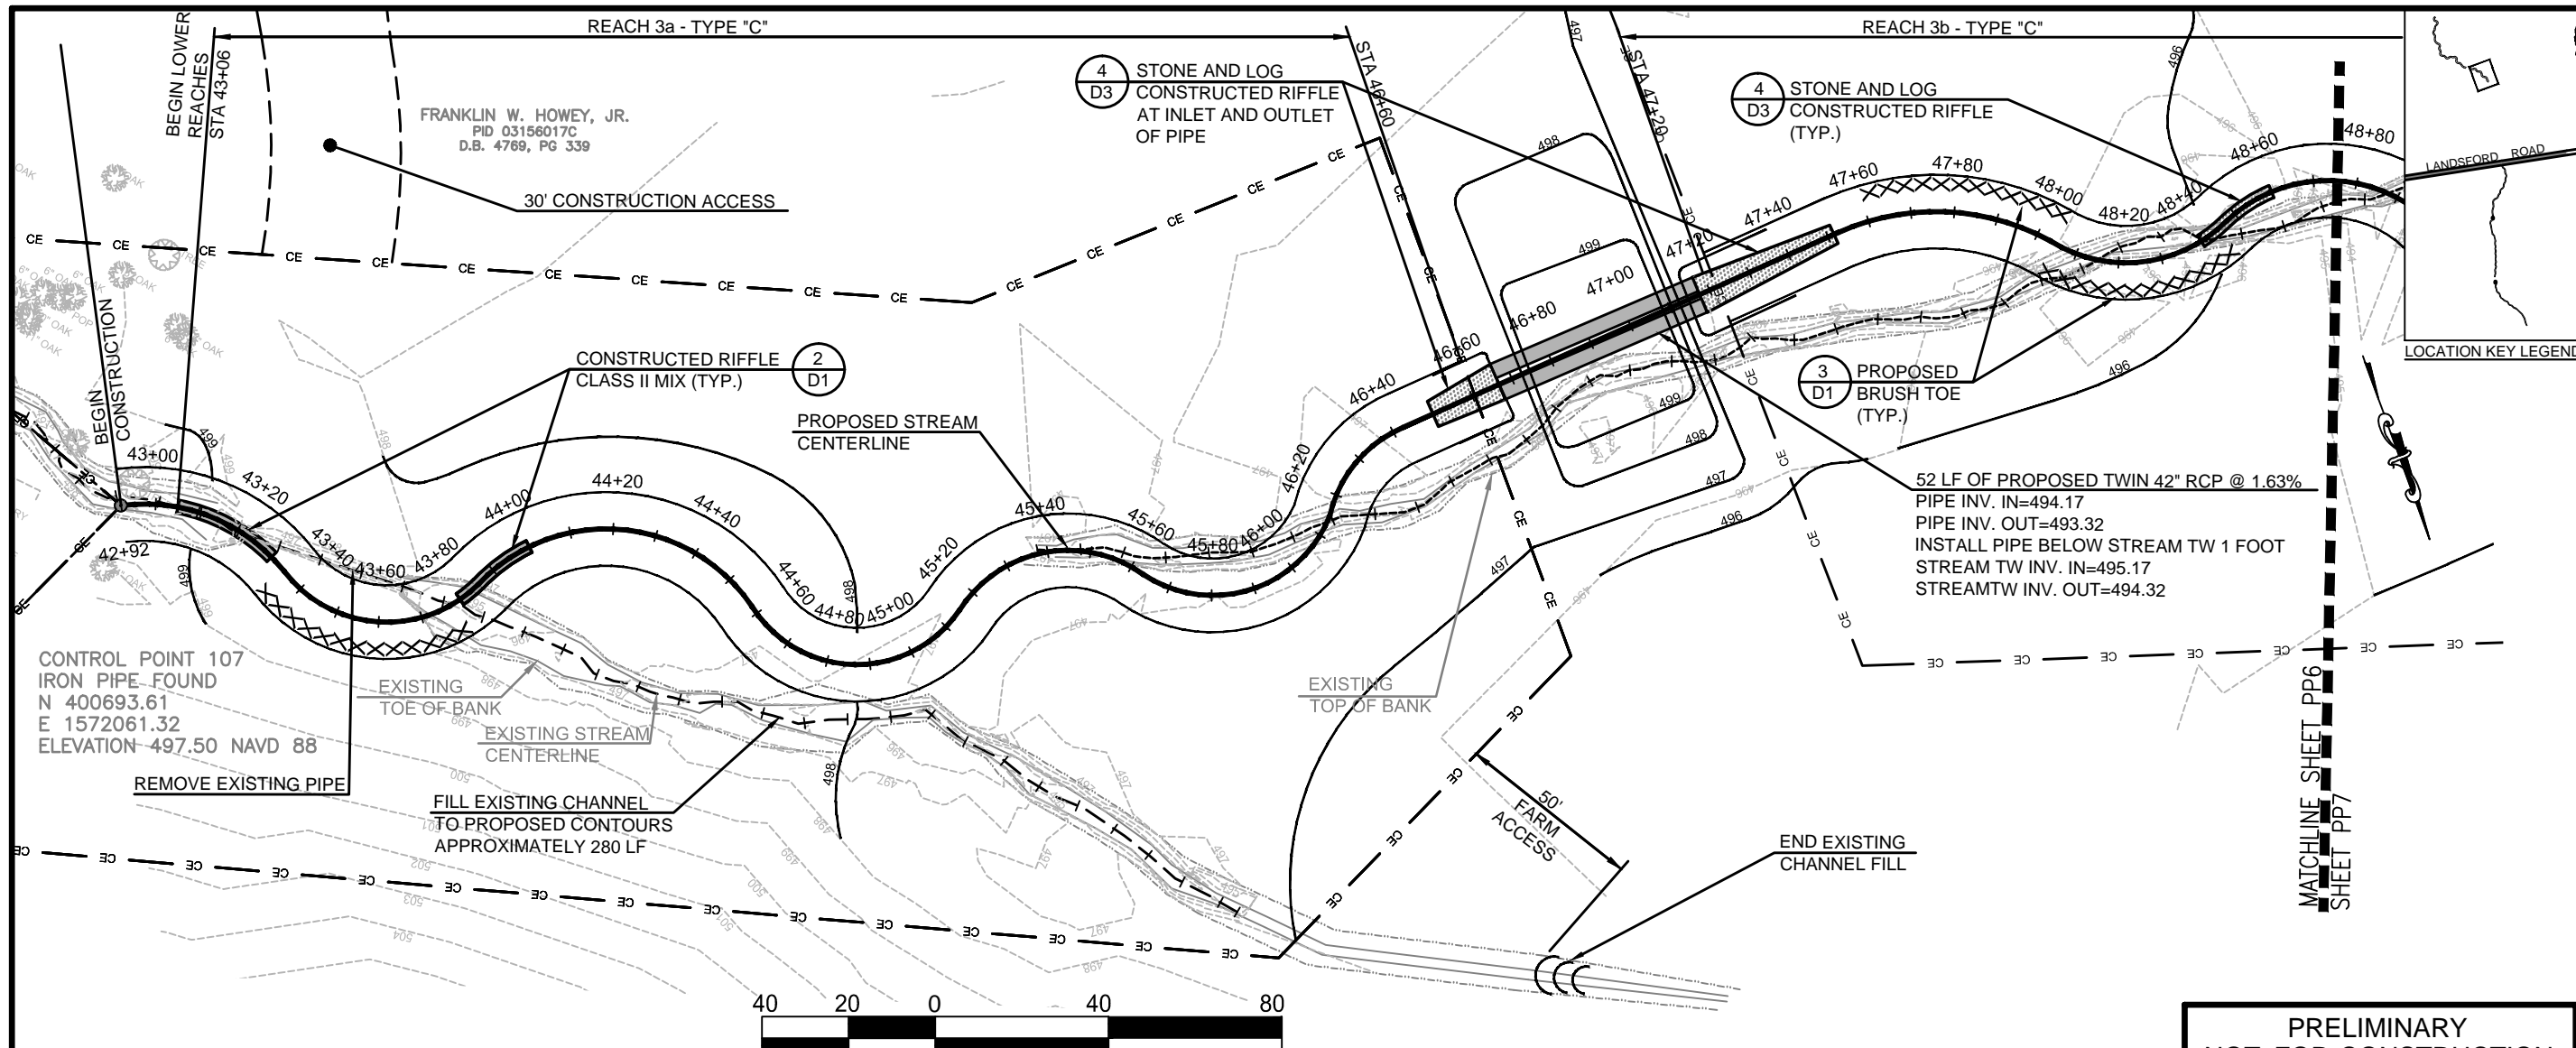 REACH 3a - TYPE "C"
REACH 3b - TYPE "C"
BEGIN LOWER
REACHES
STA 43+06
STA 46+60
STA 47+20
FRANKLIN W. HOWEY, JR.
PID 03156017C
D.B. 4769, PG 339
30' CONSTRUCTION ACCESS
4
D3
STONE AND LOG
CONSTRUCTED RIFFLE
AT INLET AND OUTLET
OF PIPE
4
D3
STONE AND LOG
CONSTRUCTED RIFFLE
(TYP.)
LANDSFORD ROAD
LOCATION KEY LEGEND
BEGIN
CONSTRUCTION
CONSTRUCTED RIFFLE
CLASS II MIX (TYP.)
2
D1
PROPOSED STREAM
CENTERLINE
3
D1
PROPOSED
BRUSH TOE
(TYP.)
42+92
43+00
43+20
43+40
43+60
43+80
44+00
44+20
44+40
44+60
44+80
45+00
45+20
45+40
45+60
45+80
46+00
46+20
46+40
46+60
46+80
47+00
47+20
47+40
47+60
47+80
48+00
48+20
48+40
48+60
48+80
52 LF OF PROPOSED TWIN 42" RCP @ 1.63%
PIPE INV. IN=494.17
PIPE INV. OUT=493.32
INSTALL PIPE BELOW STREAM TW 1 FOOT
STREAM TW INV. IN=495.17
STREAMTW INV. OUT=494.32
CONTROL POINT 107
IRON PIPE FOUND
N 400693.61
E 1572061.32
ELEVATION 497.50 NAVD 88
REMOVE EXISTING PIPE
EXISTING
TOE OF BANK
EXISTING STREAM
CENTERLINE
FILL EXISTING CHANNEL
TO PROPOSED CONTOURS
APPROXIMATELY 280 LF
EXISTING
TOP OF BANK
50'
FARM
ACCESS
END EXISTING
CHANNEL FILL
MATCHLINE SHEET PP6
SHEET PP7
40 20 0 40 80
PRELIMINARY
NOT FOR CONSTRUCTION